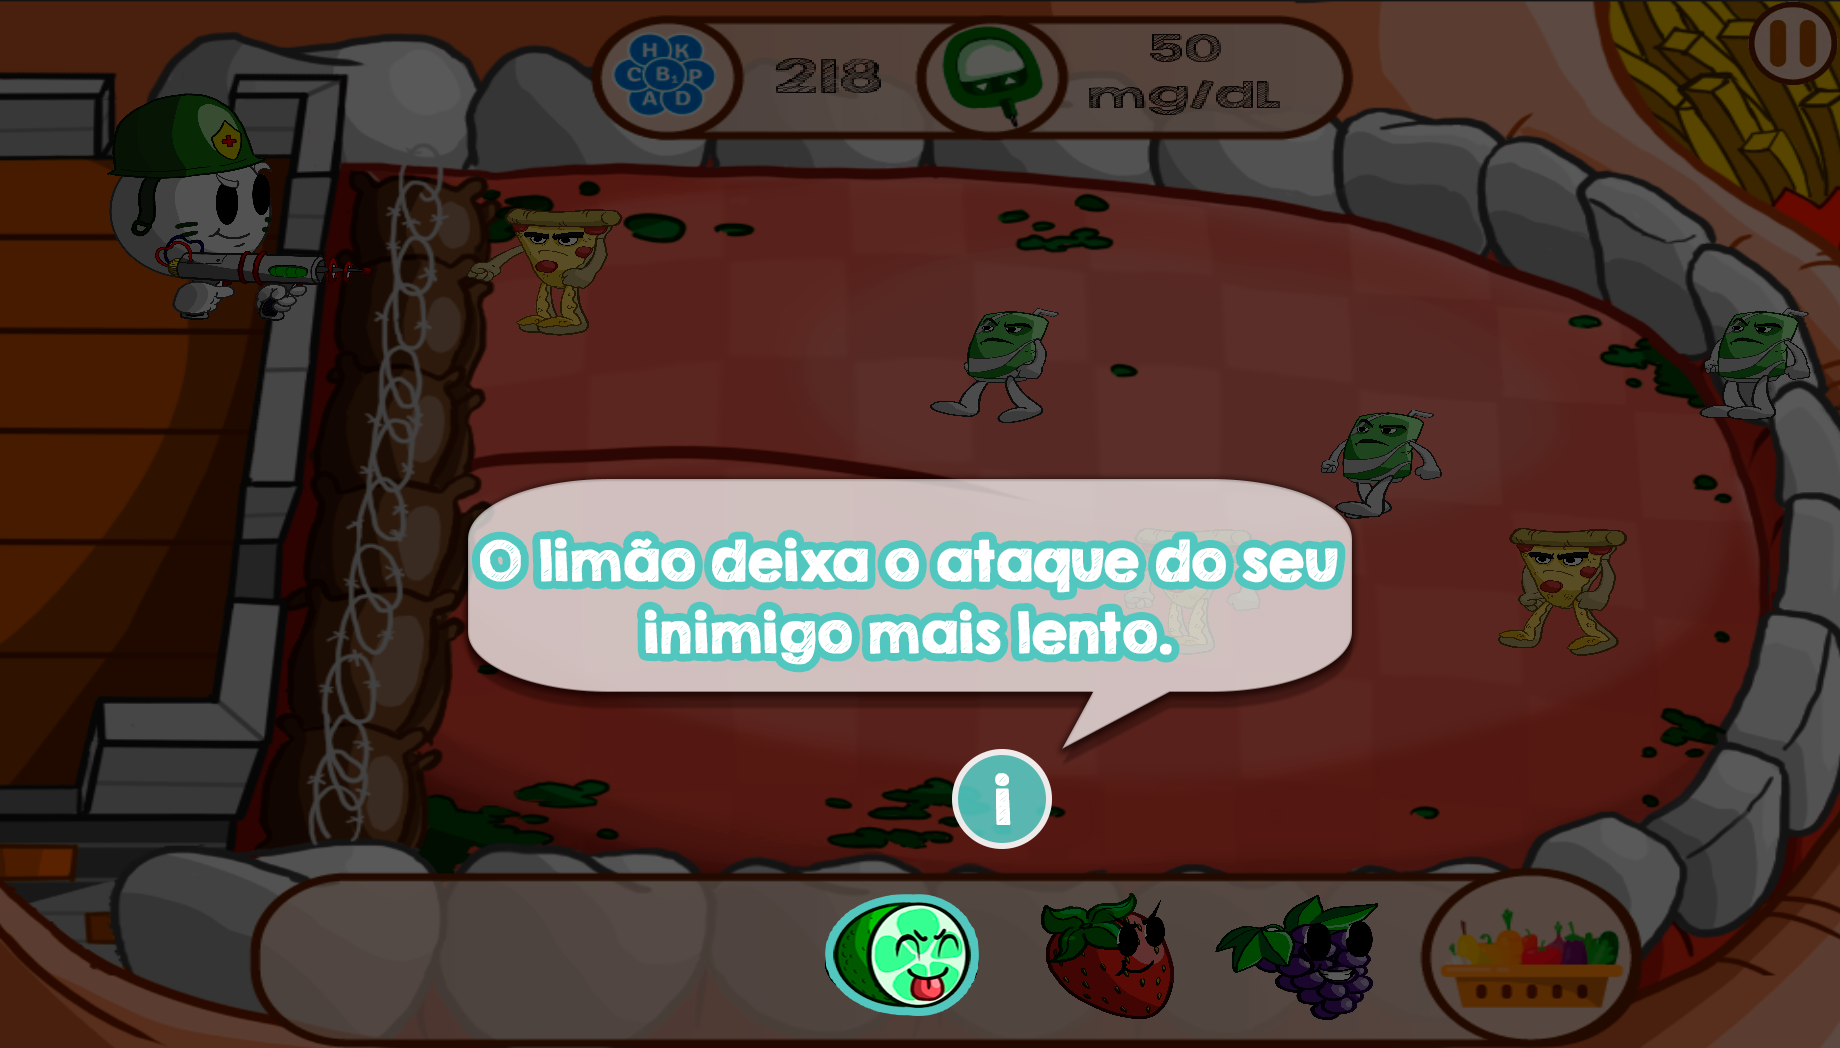 H K
C B₁ P
A D
218
50
mg/dL
O limão deixa o ataque do seu
inimigo mais lento.
i